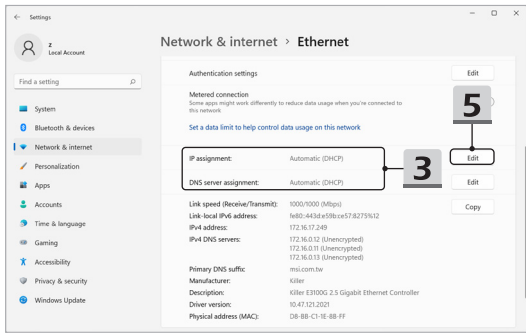 Settings
Z
Local Account
Find a setting
System
Bluetooth & devices
Network & internet
Personalization
Apps
Accounts
Time & language
Gaming
Accessibility
Privacy & security
Windows Update
Network & internet > Ethernet
Authentication settings Edit
Metered connection
Some apps might work differently to reduce data usage when you're connected to
this network
5
Set a data limit to help control data usage on this network
IP assignment: Automatic (DHCP) Edit
3
DNS server assignment: Automatic (DHCP) Edit
Link speed (Receive/Transmit): 1000/1000 (Mbps) Copy
Link-local IPv6 address: fe80::443d:e59b:ce57:8275%12
IPv4 address: 172.16.17.249
IPv4 DNS servers: 172.16.0.12 (Unencrypted)
172.16.0.11 (Unencrypted)
172.16.0.13 (Unencrypted)
Primary DNS suffix: msi.com.tw
Manufacturer: Killer
Description: Killer E3100G 2.5 Gigabit Ethernet Controller
Driver version: 10.47.121.2021
Physical address (MAC): D8-BB-C1-1E-8B-FF